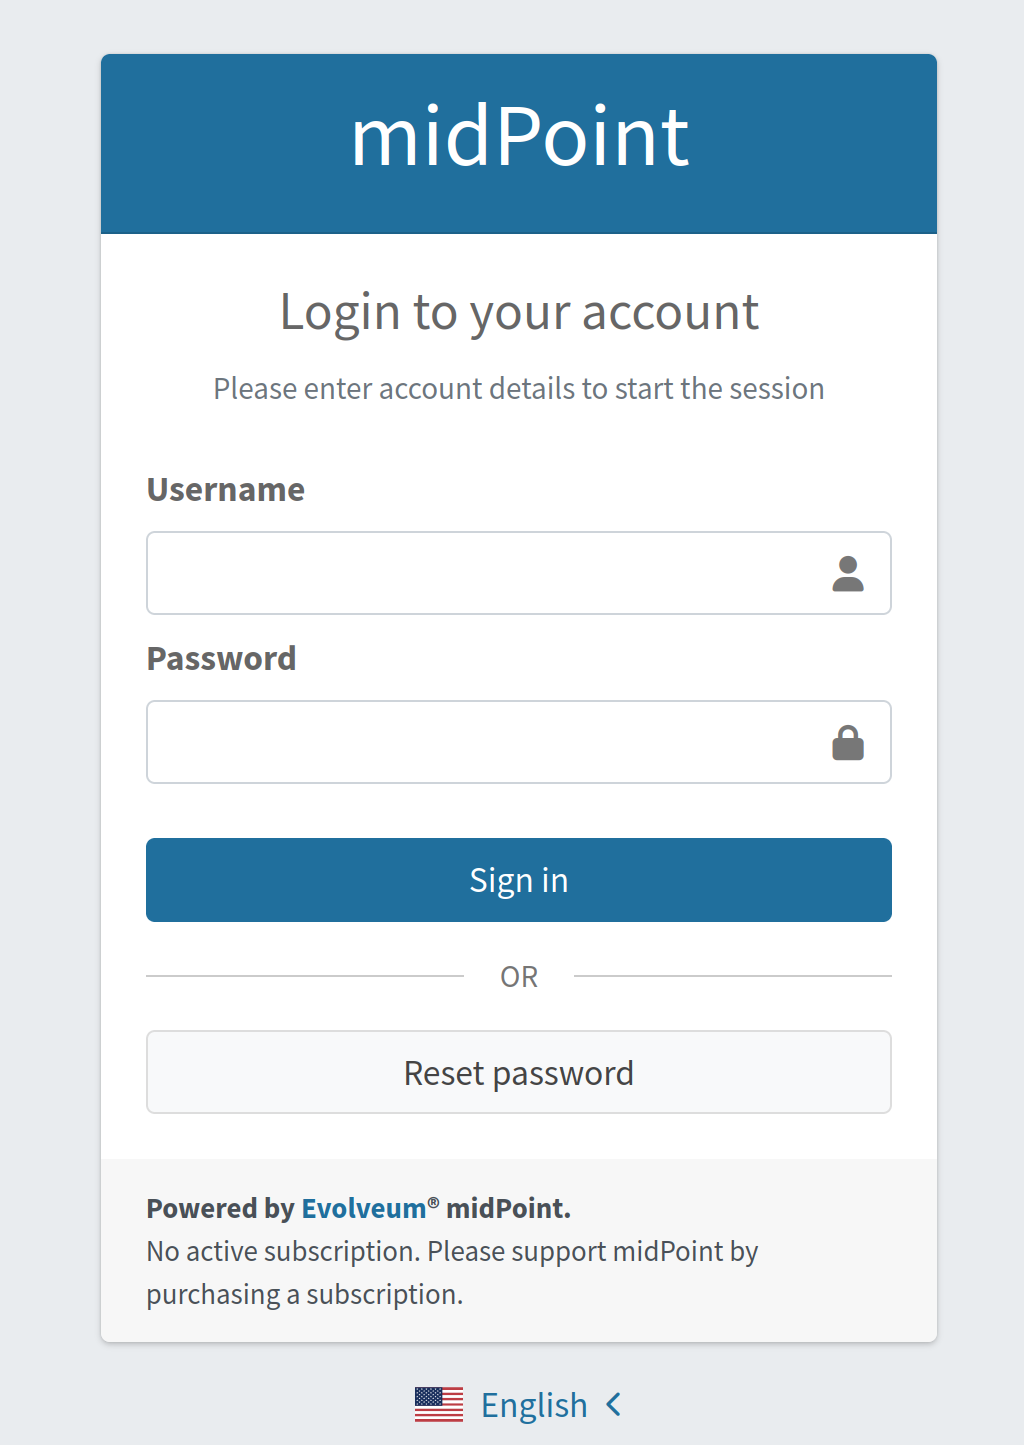 midPoint
Login to your account
Please enter account details to start the session
Username
Password
Sign in
OR
Reset password
Powered by Evolveum® midPoint.
No active subscription. Please support midPoint by
purchasing a subscription.
English